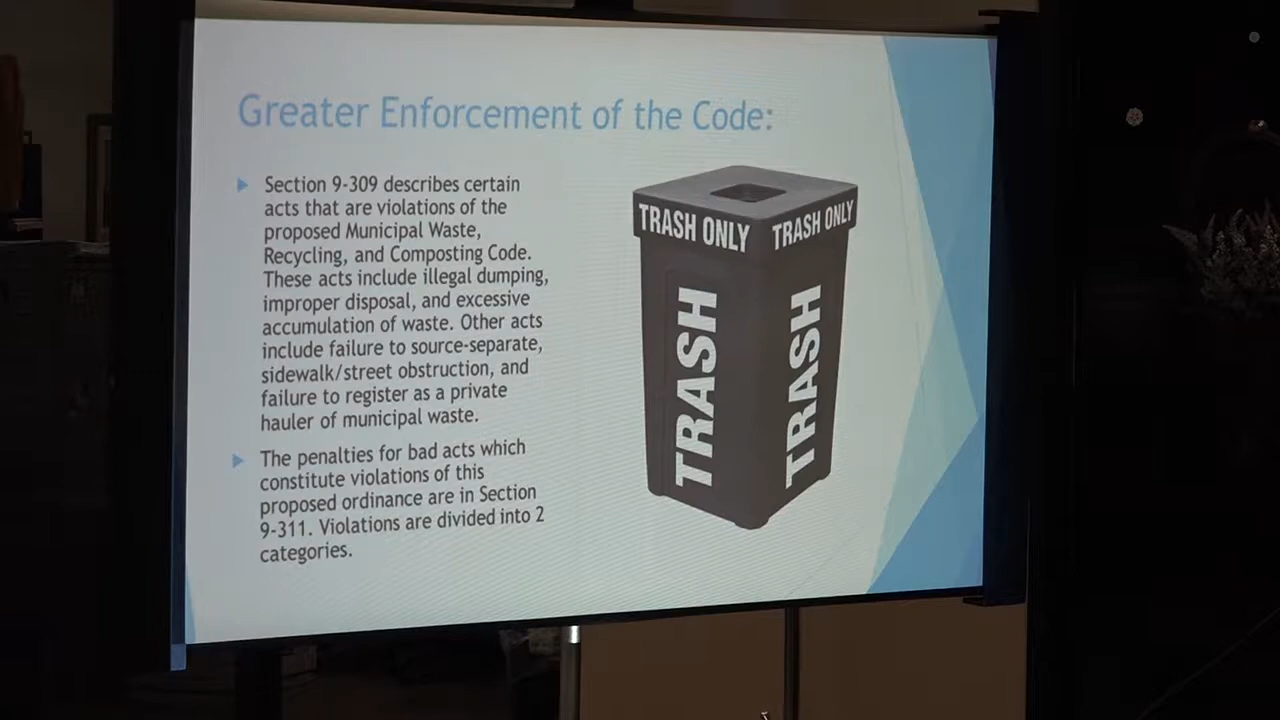 Greater Enforcement of the Code:
Section 9-309 describes certain
acts that are violations of the
proposed Municipal Waste,
Recycling, and Composting Code.
These acts include illegal dumping,
improper disposal, and excessive
accumulation of waste. Other acts
include failure to source-separate,
sidewalk/street obstruction, and
failure to register as a private
hauler of municipal waste.
The penalties for bad acts which
constitute violations of this
proposed ordinance are in Section
9-311. Violations are divided into 2
categories.
TRASH ONLY
TRASH ONLY
TRASH
TRASH